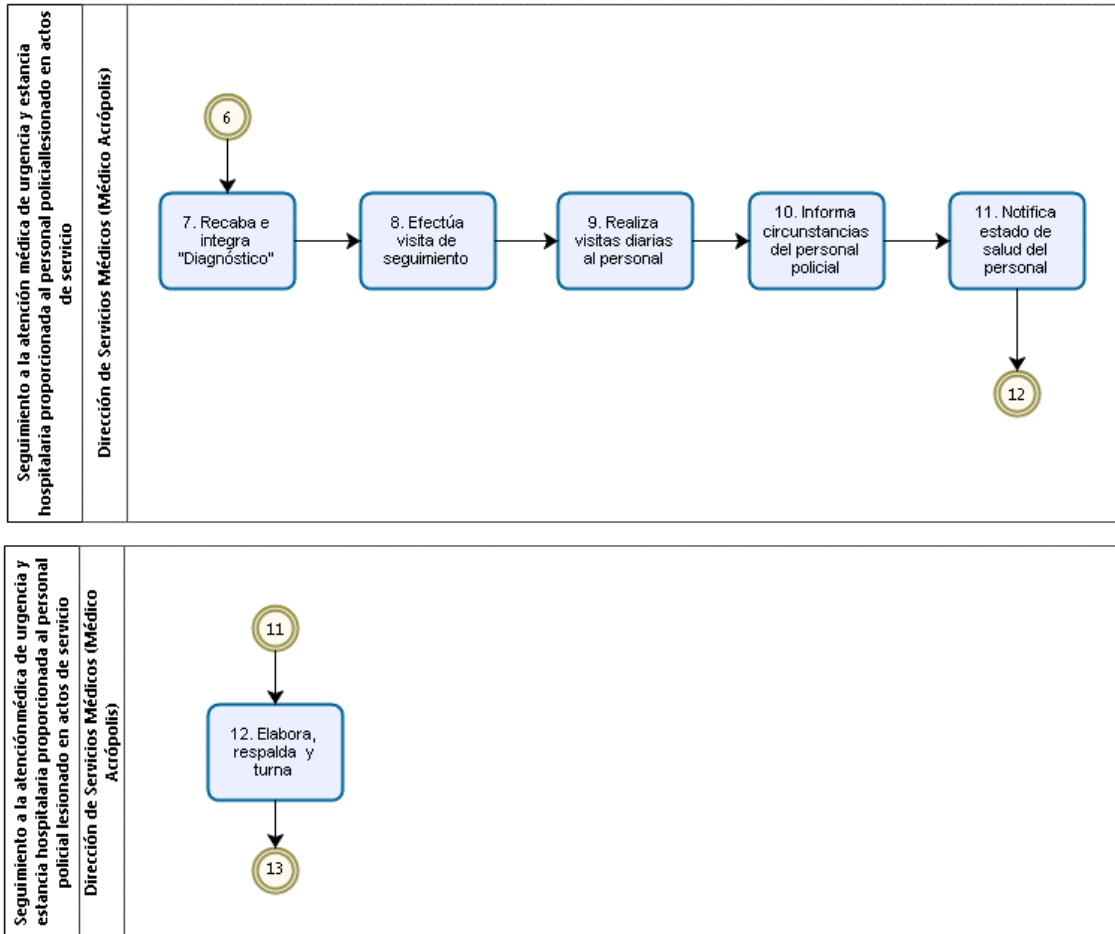 Seguimiento a la atención médica de urgencia y estancia
hospitalaria proporcionada al personal policiallesionado en actos
de servicio
Dirección de Servicios Médicos (Médico Acrópolis)
6
7. Recaba e
integra
"Diagnóstico"
8. Efectúa
visita de
seguimiento
9. Realiza
visitas diarias
al personal
10. Informa
circunstancias
del personal
policial
11. Notifica
estado de
salud del
personal
12
Seguimiento a la atención médica de urgencia y
estancia hospitalaria proporcionada al personal
policial lesionado en actos de servicio
Dirección de Servicios Médicos (Médico
Acrópolis)
11
12. Elabora,
respalda y
turna
13